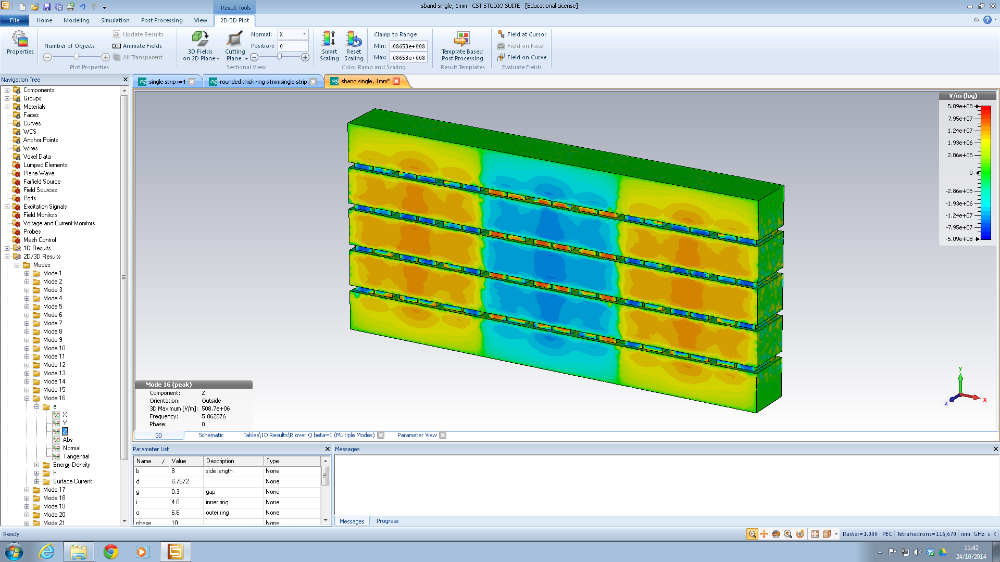 sband single, 1mm - CST STUDIO SUITE - [Educational License]
Result Tools
File Home Modeling Simulation Post Processing View 2D/3D Plot
Properties
Number of Objects
Update Results
Animate Fields
All Transparent
Plot Properties
3D Fields
on 2D Plane
Cutting
Plane
Normal: X
Position: 0
Sectional View
Smart
Scaling
Reset
Scaling
Clamp to Range
Min: .08653e+008
Max: .08653e+008
Color Ramp and Scaling
Template Based
Post Processing
Result Templates
Field at Cursor
Field on Face
Field on Curve
Evaluate Fields
Navigation Tree
Components
Groups
Materials
Faces
Curves
WCS
Anchor Points
Wires
Voxel Data
Lumped Elements
Plane Wave
Farfield Source
Field Sources
Ports
Excitation Signals
Field Monitors
Voltage and Current Monitors
Probes
Mesh Control
1D Results
2D/3D Results
Modes
Mode 1
Mode 2
Mode 3
Mode 4
Mode 5
Mode 6
Mode 7
Mode 8
Mode 9
Mode 10
Mode 11
Mode 12
Mode 13
Mode 14
Mode 15
Mode 16
e
X
Y
Z
Abs
Normal
Tangential
Energy Density
h
Surface Current
Mode 17
Mode 18
Mode 19
Mode 20
Mode 21
single strip i=4
rounded thick ring s1mmsingle strip
sband single, 1mm*
V/m (log)
5.09e+08
7.95e+07
1.24e+07
1.93e+06
2.86e+05
0
-2.86e+05
-1.93e+06
-1.24e+07
-7.95e+07
-5.09e+08
y
z
x
Mode 16 (peak)
Component: Z
Orientation: Outside
3D Maximum [V/m]: 508.7e+06
Frequency: 5.862876
Phase: 0
3D Schematic Tables\1D Results\R over Q beta=1 (Multiple Modes) Parameter View
Parameter List
Name / Value Description Type
b 8 side length None
d 6.7672 None
g 0.3 gap None
i 4.6 inner ring None
o 6.6 outer ring None
phase 10 None
Messages
Messages Progress
Ready
Raster=1.000 PEC Tetrahedrons=116,670 mm GHz s K
11:42
24/10/2014